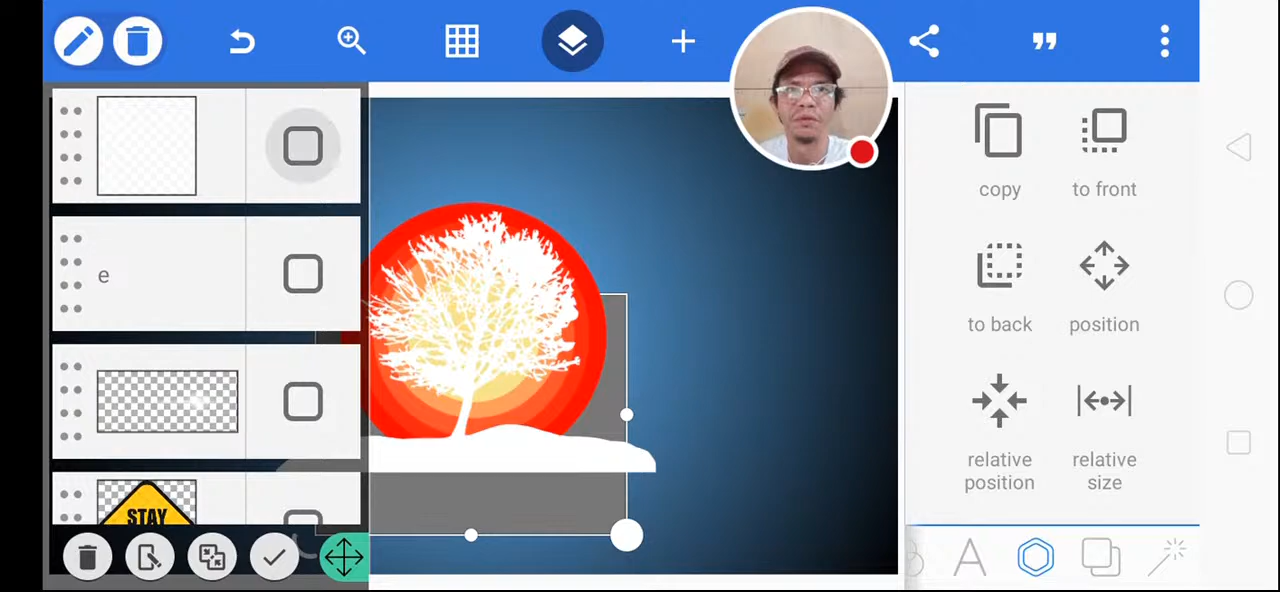 copy
to front
e
to back
position
relative
position
relative
size
STAY
A